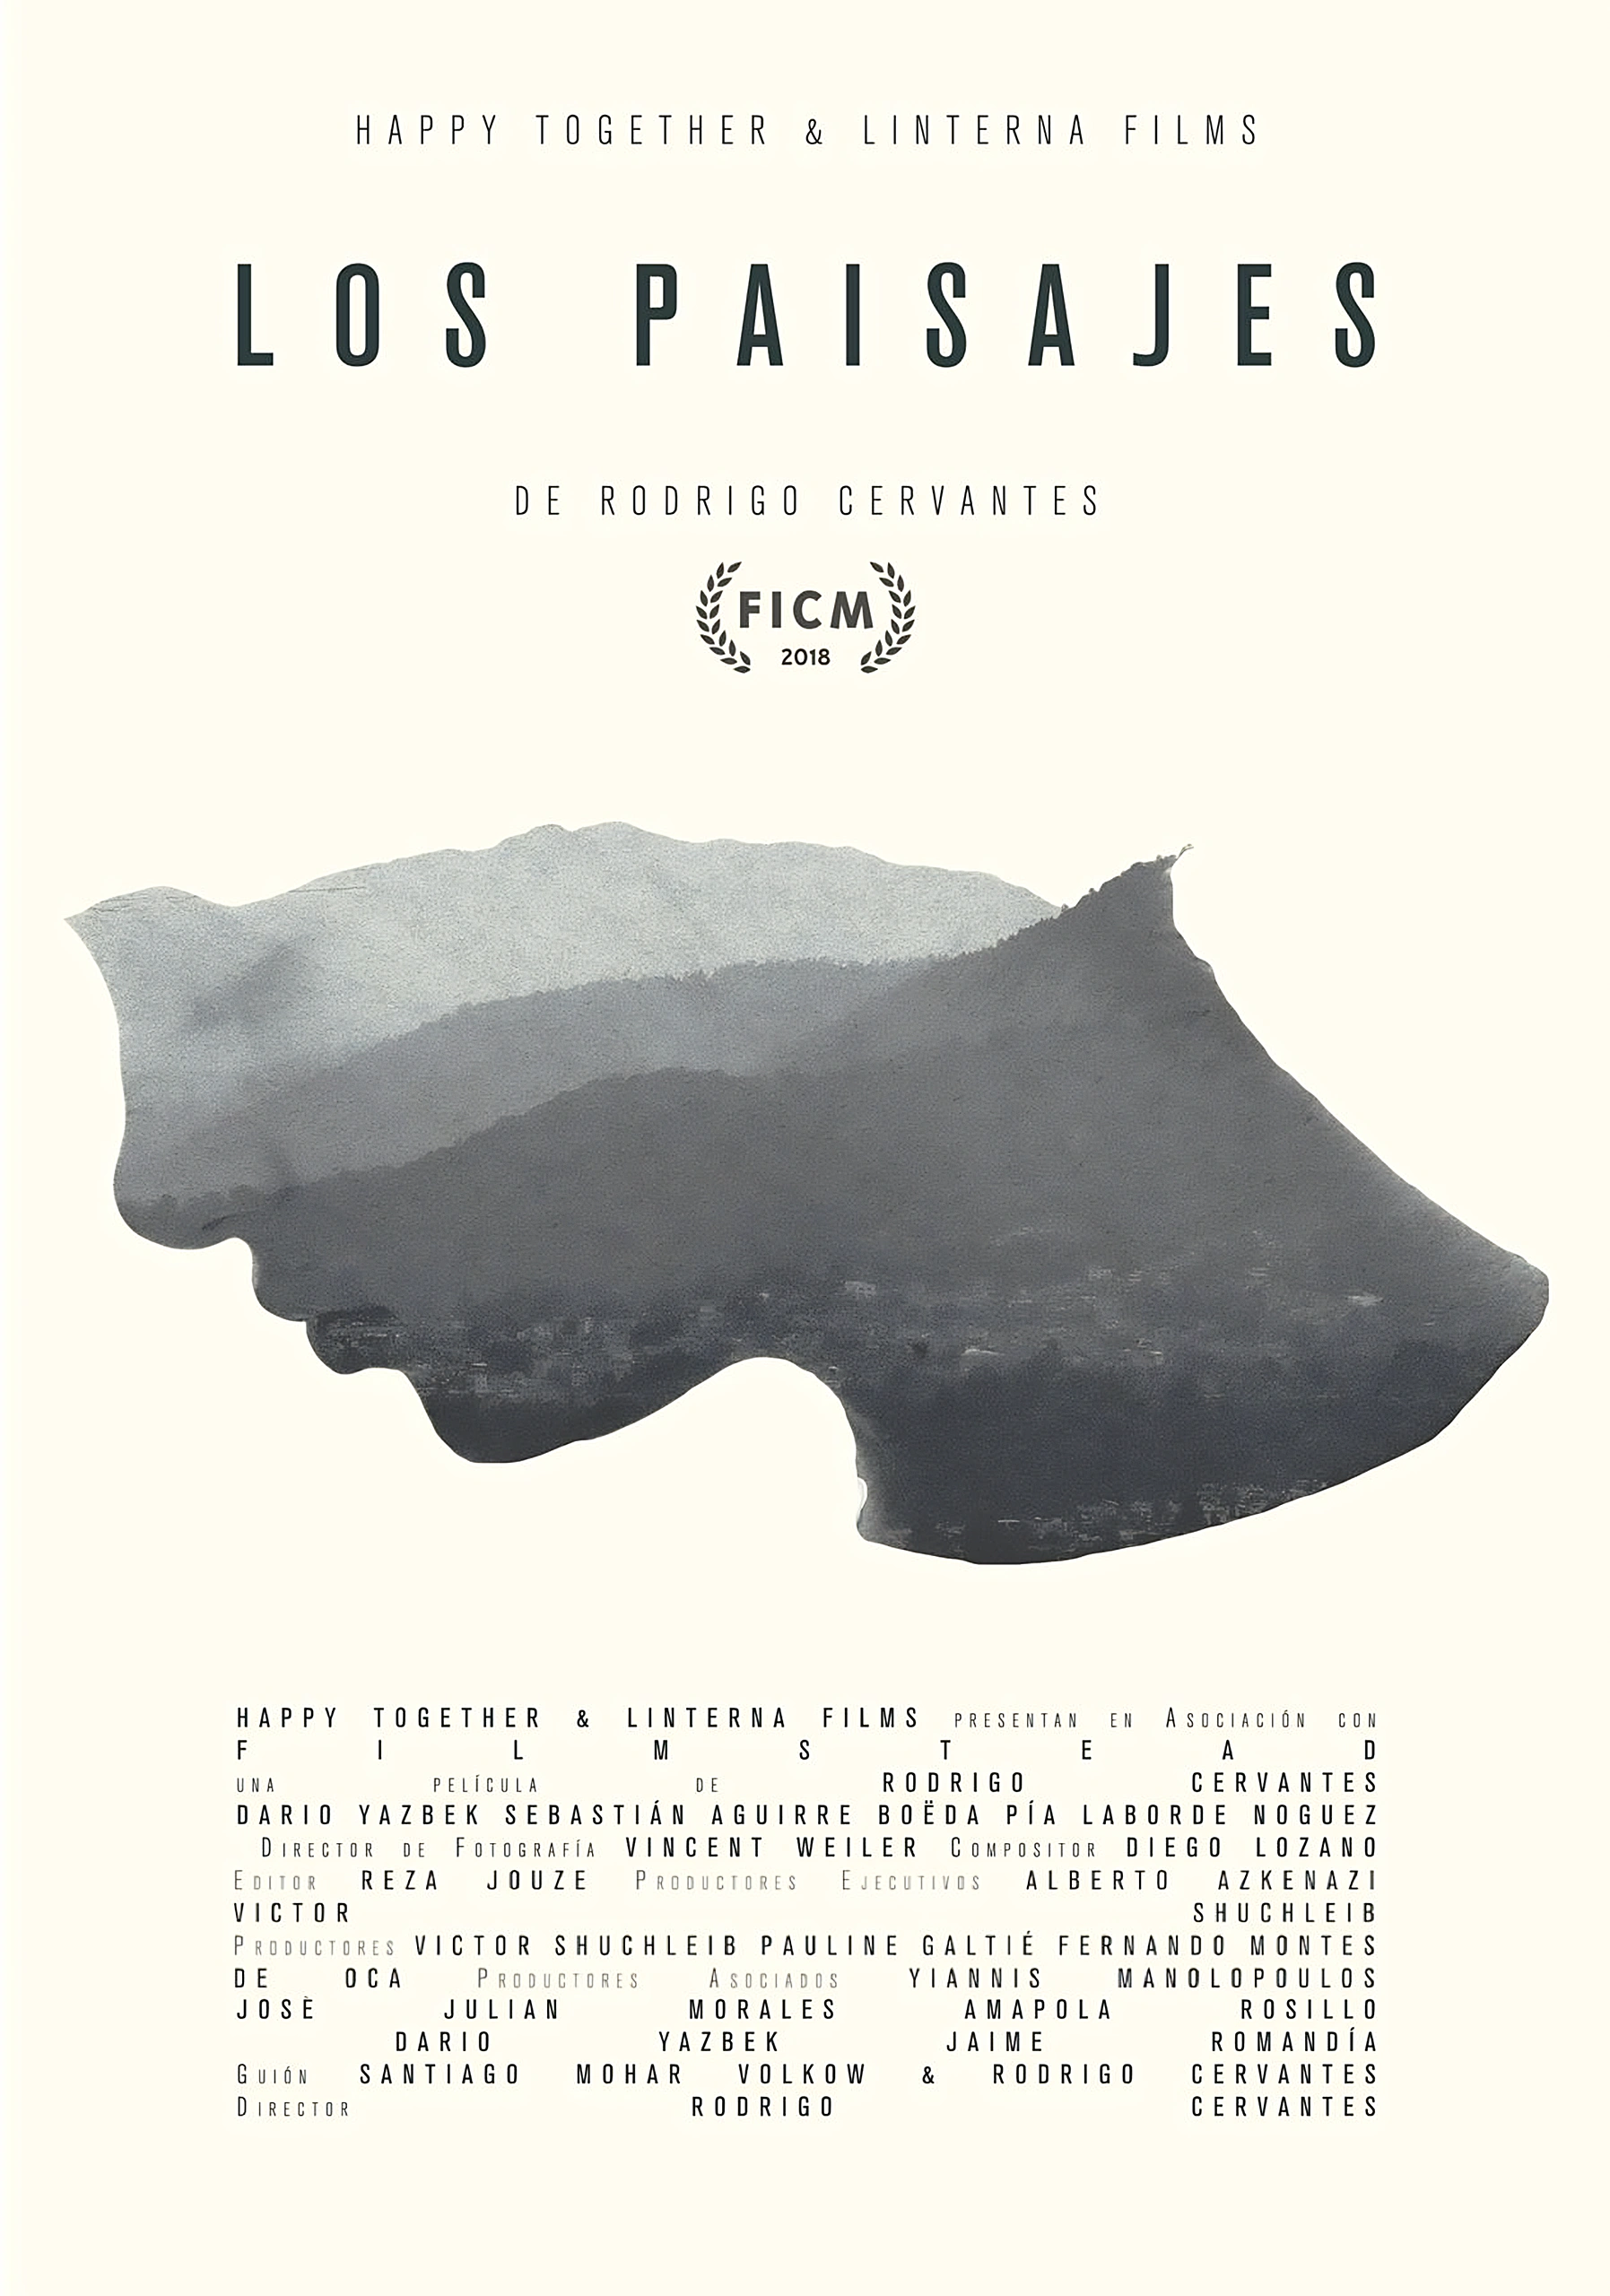 HAPPY TOGETHER & LINTERNA FILMS
LOS PAISAJES
DE RODRIGO CERVANTES
FICM
2018
HAPPY TOGETHER & LINTERNA FILMS PRESENTAN EN ASOCIACIÓN CON
FILMSTEAD
UNA PELÍCULA DE RODRIGO CERVANTES
DARIO YAZBEK SEBASTIÁN AGUIRRE BOËDA PÍA LABORDE NOGUEZ
DIRECTOR DE FOTOGRAFÍA VINCENT WEILER COMPOSITOR DIEGO LOZANO
EDITOR REZA JOUZE PRODUCTORES EJECUTIVOS ALBERTO AZKENAZI
VICTOR SHUCHLEIB
PRODUCTORES VICTOR SHUCHLEIB PAULINE GALTIÉ FERNANDO MONTES
DE OCA PRODUCTORES ASOCIADOS YIANNIS MANOLOPOULOS
JOSÈ JULIAN MORALES AMAPOLA ROSILLO
DARIO YAZBEK JAIME ROMANDÍA
GUIÓN SANTIAGO MOHAR VOLKOW & RODRIGO CERVANTES
DIRECTOR RODRIGO CERVANTES